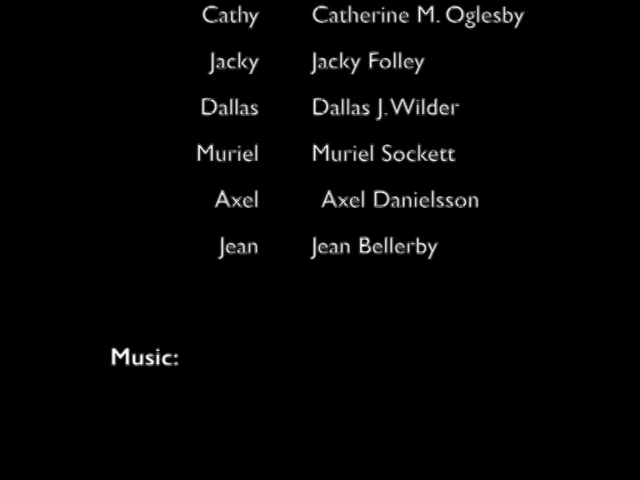 Cathy Catherine M. Oglesby
Jacky Jacky Folley
Dallas Dallas J. Wilder
Muriel Muriel Sockett
Axel Axel Danielsson
Jean Jean Bellerby
Music: